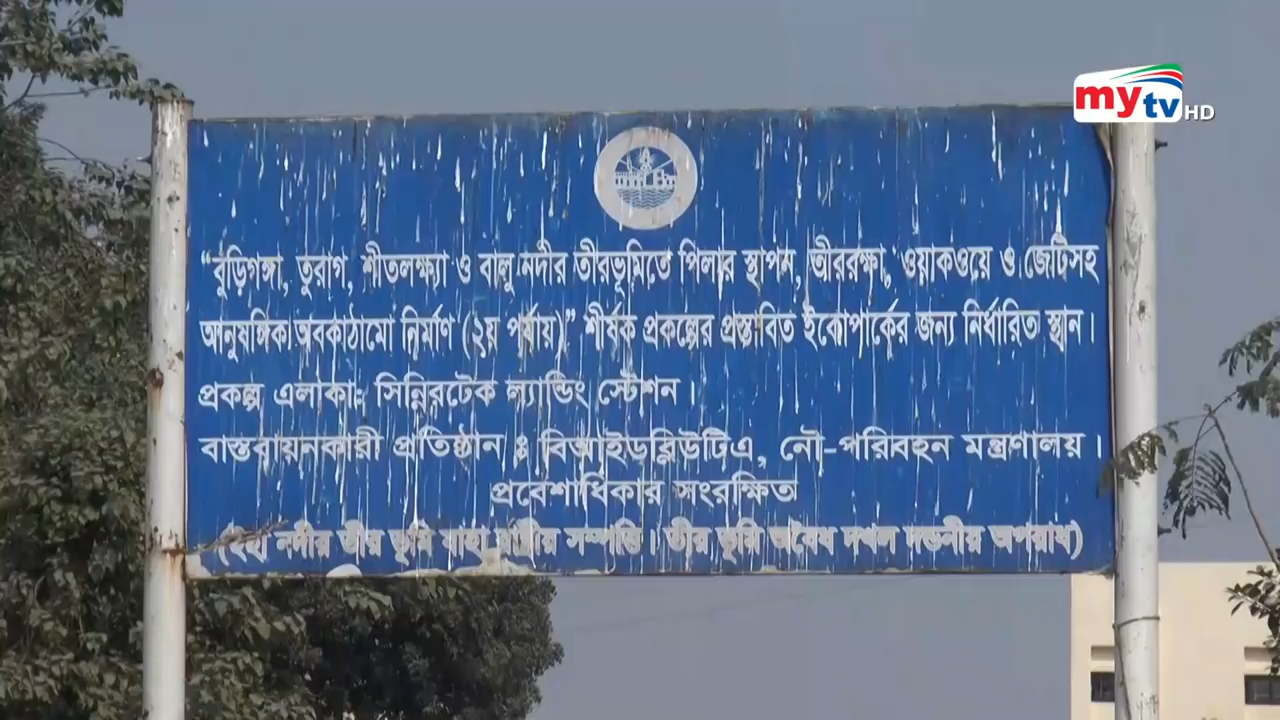 mytv HD
“বুড়িগঙ্গা, তুরাগ, শীতলক্ষ্যা ও বালু নদীর তীরভূমিতে পিলার স্থাপন, তীররক্ষা, ওয়াকওয়ে ও জেটিসহ
আনুষঙ্গিক অবকাঠামো নির্মাণ (২য় পর্যায়)” শীর্ষক প্রকল্পের প্রস্তাবিত ইকোপার্কের জন্য নির্ধারিত স্থান।
প্রকল্প এলাকা: সিন্নিরটেক ল্যান্ডিং স্টেশন।
বাস্তবায়নকারী প্রতিষ্ঠান ঃ বিআইডব্লিউটিএ, নৌ-পরিবহন মন্ত্রণালয়।
প্রবেশাধিকার সংরক্ষিত
(ইহা নদীর তীর ভূমি যাহা রাষ্ট্রীয় সম্পত্তি। তীর ভূমি অবৈধ দখল দন্ডনীয় অপরাধ)